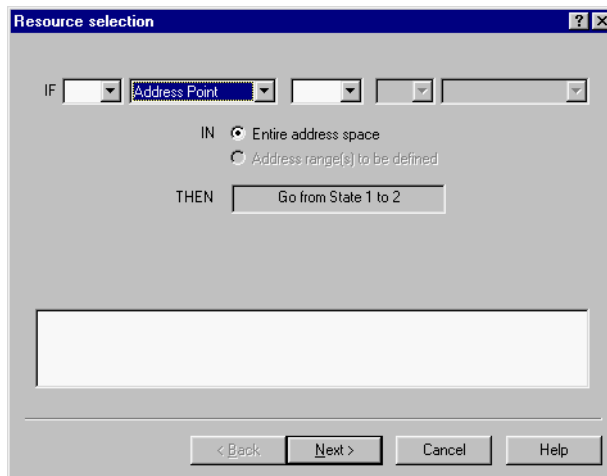 Resource selection
IF Address Point
IN Entire address space
Address range(s) to be defined
THEN Go from State 1 to 2
< Back Next > Cancel Help